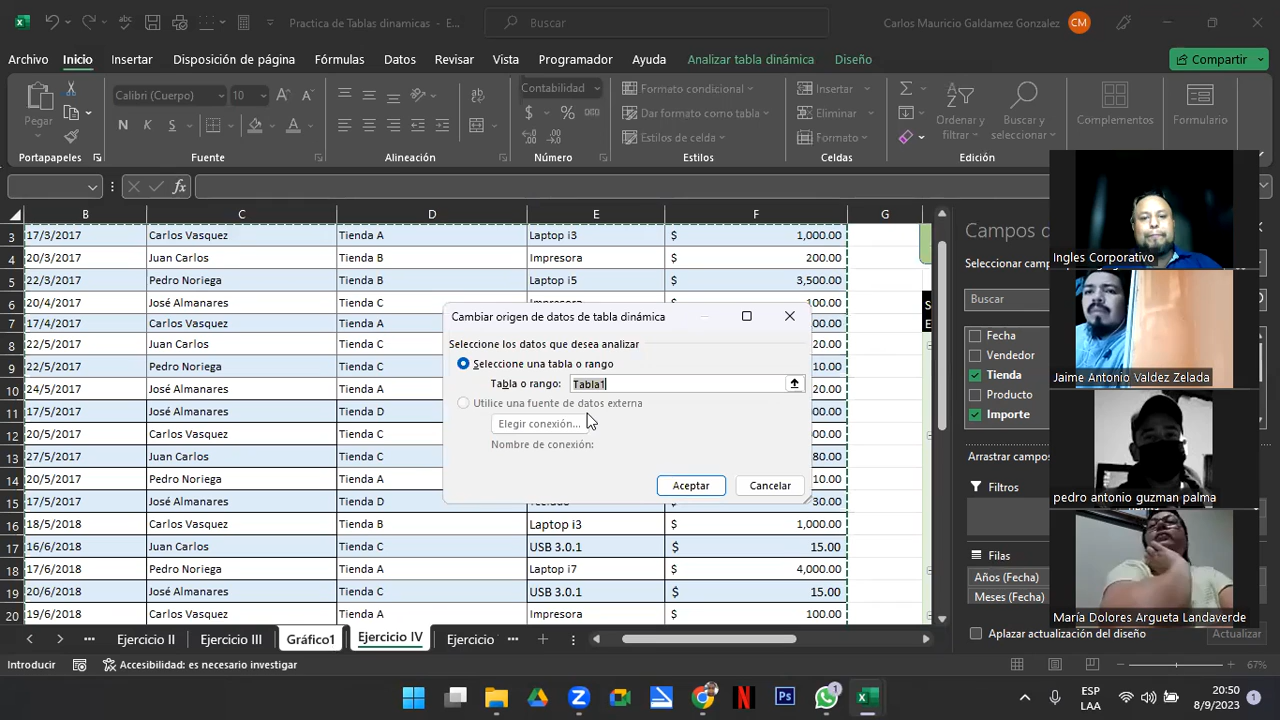 Practica de Tablas dinamicas - E...
Buscar
Carlos Mauricio Galdamez Gonzalez
CM
Archivo Inicio Insertar Disposición de página Fórmulas Datos Revisar Vista Programador Ayuda Analizar tabla dinámica Diseño
Compartir
Pegar
Portapapeles
Calibri (Cuerpo) 10
N K S
Fuente
Alineación
Contabilidad
$ %
Número
Formato condicional
Dar formato como tabla
Estilos de celda
Estilos
Insertar
Eliminar
Formato
Celdas
Ordenar y filtrar
Buscar y seleccionar
Edición
Complementos
Formulario
B C D E F G
3 17/3/2017 Carlos Vasquez Tienda A Laptop i3 $ 1,000.00
4 20/3/2017 Juan Carlos Tienda B Impresora $ 200.00
5 22/3/2017 Pedro Noriega Tienda B Laptop i5 $ 3,500.00
6 20/4/2017 José Almanares Tienda C Impresora $ 100.00
7 17/4/2017 Carlos Vasquez Tienda A
8 22/5/2017 José Almanares Tienda C
9 22/5/2017 Pedro Noriega Tienda B
10 24/5/2017 José Almanares Tienda A
11 17/5/2017 José Almanares Tienda D
12 20/5/2017 Carlos Vasquez Tienda C
13 27/5/2017 Juan Carlos Tienda C
14 20/5/2017 Pedro Noriega Tienda A
15 17/5/2017 José Almanares Tienda D 30.00
16 18/5/2018 Carlos Vasquez Tienda B Laptop i3 $ 1,000.00
17 16/6/2018 Juan Carlos Tienda C USB 3.0.1 $ 15.00
18 17/6/2018 Pedro Noriega Tienda A Laptop i7 $ 4,000.00
19 20/6/2018 José Almanares Tienda C USB 3.0.1 $ 15.00
20 19/6/2018 Carlos Vasquez Tienda A Impresora $ 100.00
Cambiar origen de datos de tabla dinámica
Seleccione los datos que desea analizar
Seleccione una tabla o rango
Tabla o rango: Tabla1
Utilice una fuente de datos externa
Elegir conexión...
Nombre de conexión:
Aceptar Cancelar
Campos
Seleccionar
Buscar
Fecha
Vendedor
Tienda
Producto
Importe
Arrastrar campos
Filtros
Filas
Años (Fecha)
Meses (Fecha)
Aplazar actualización del diseño Actualizar
Ingles Corporativo
Jaime Antonio Valdez Zelada
pedro antonio guzman palma
María Dolores Argueta Landaverde
Ejercicio II Ejercicio III Gráfico1 Ejercicio IV Ejercicio
Introducir Accesibilidad: es necesario investigar 67%
ESP
LAA
20:50
8/9/2023